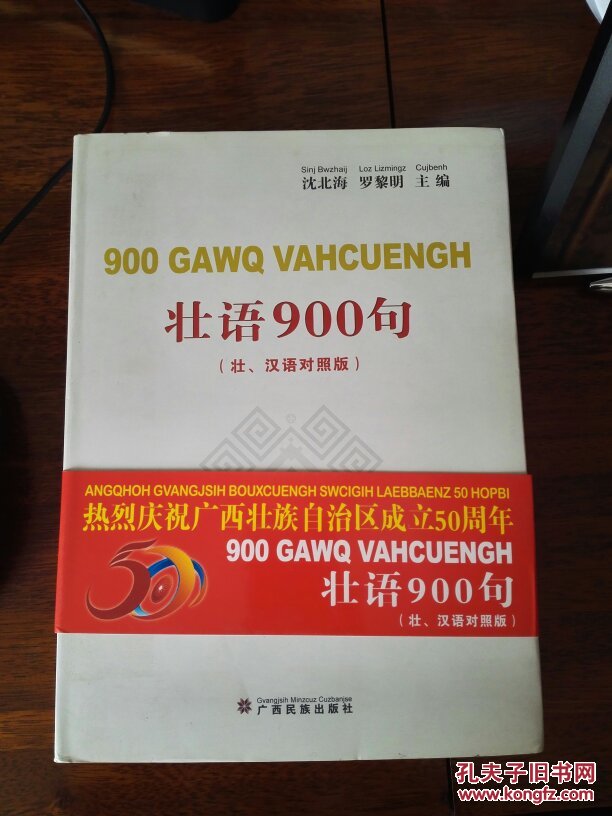 Sinj Bwzhaij Loz Lizmingz Cujbenh
沈北海 罗黎明 主编
900 GAWQ VAHCUENGH
壮语900句
（壮、汉语对照版）
ANGQHOH GVANGJSIH BOUXCUENGH SWCIGIH LAEBBAENZ 50 HOPBI
热烈庆祝广西壮族自治区成立50周年
50
900 GAWQ VAHCUENGH
壮语900句
（壮、汉语对照版）
Gvangjsih Minzcuz Cuzbanjse
广西民族出版社
孔夫子旧书网
www.kongfz.com